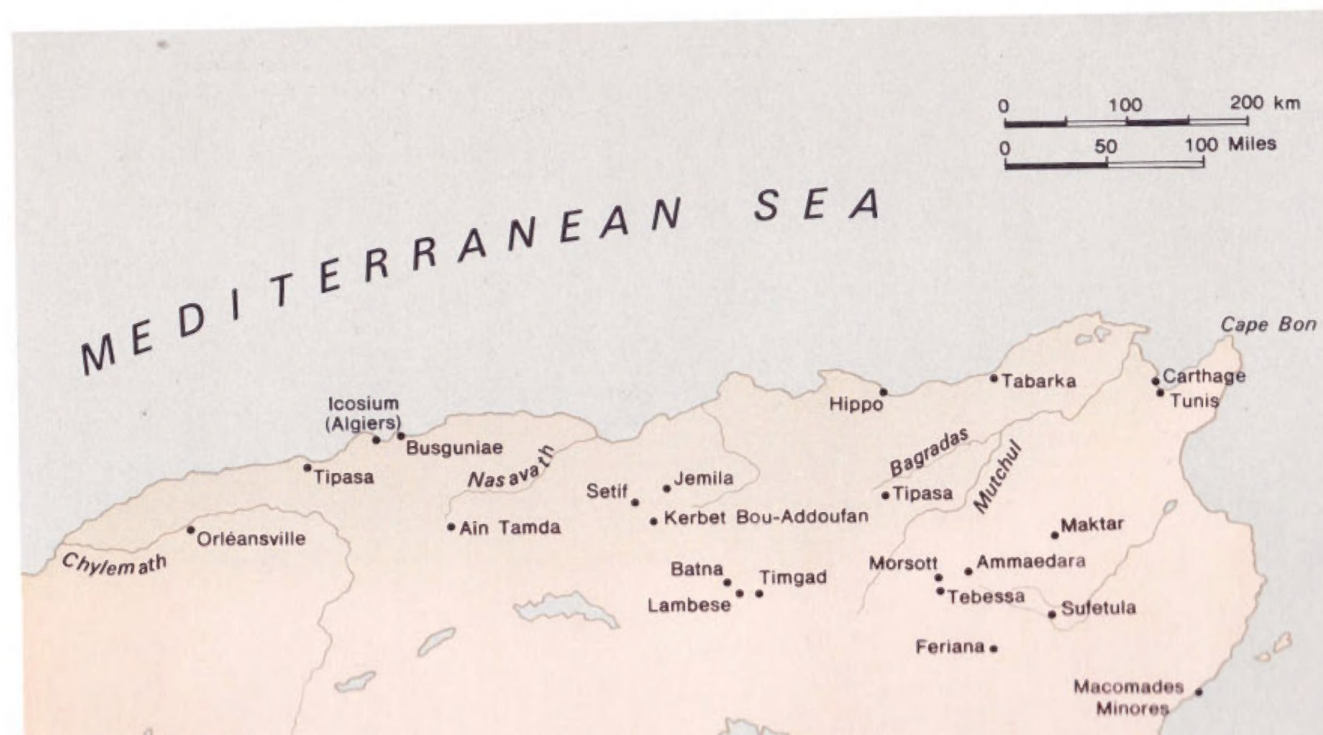 0 100 200 km
0 50 100 Miles
MEDITERRANEAN SEA
Cape Bon
Carthage
Tunis
Tabarka
Hippo
Icosium
(Algiers)
Busguniae
Tipasa
Nasavath
Bagradas
Mutchul
Jemila
Setif
Tipasa
Kerbet Bou-Addoufan
Ain Tamda
Orléansville
Chylemath
Maktar
Morsott
Ammaedara
Batna
Timgad
Lambese
Tebessa
Sufetula
Feriana
Macomades
Minores